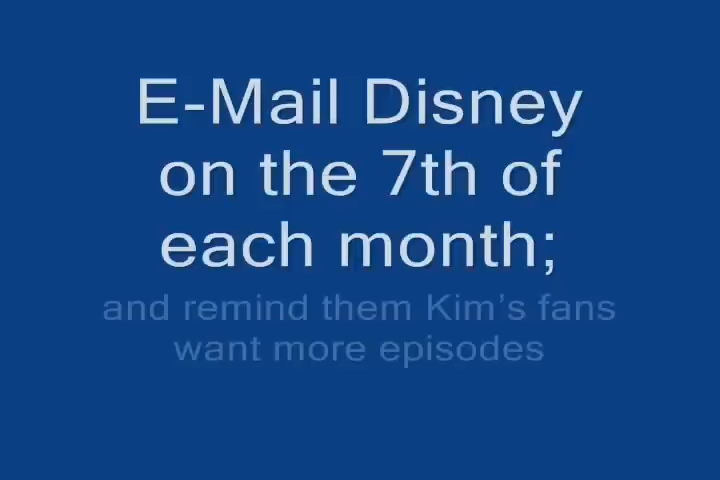 E-Mail Disney
on the 7th of
each month;
and remind them Kim’s fans
want more episodes